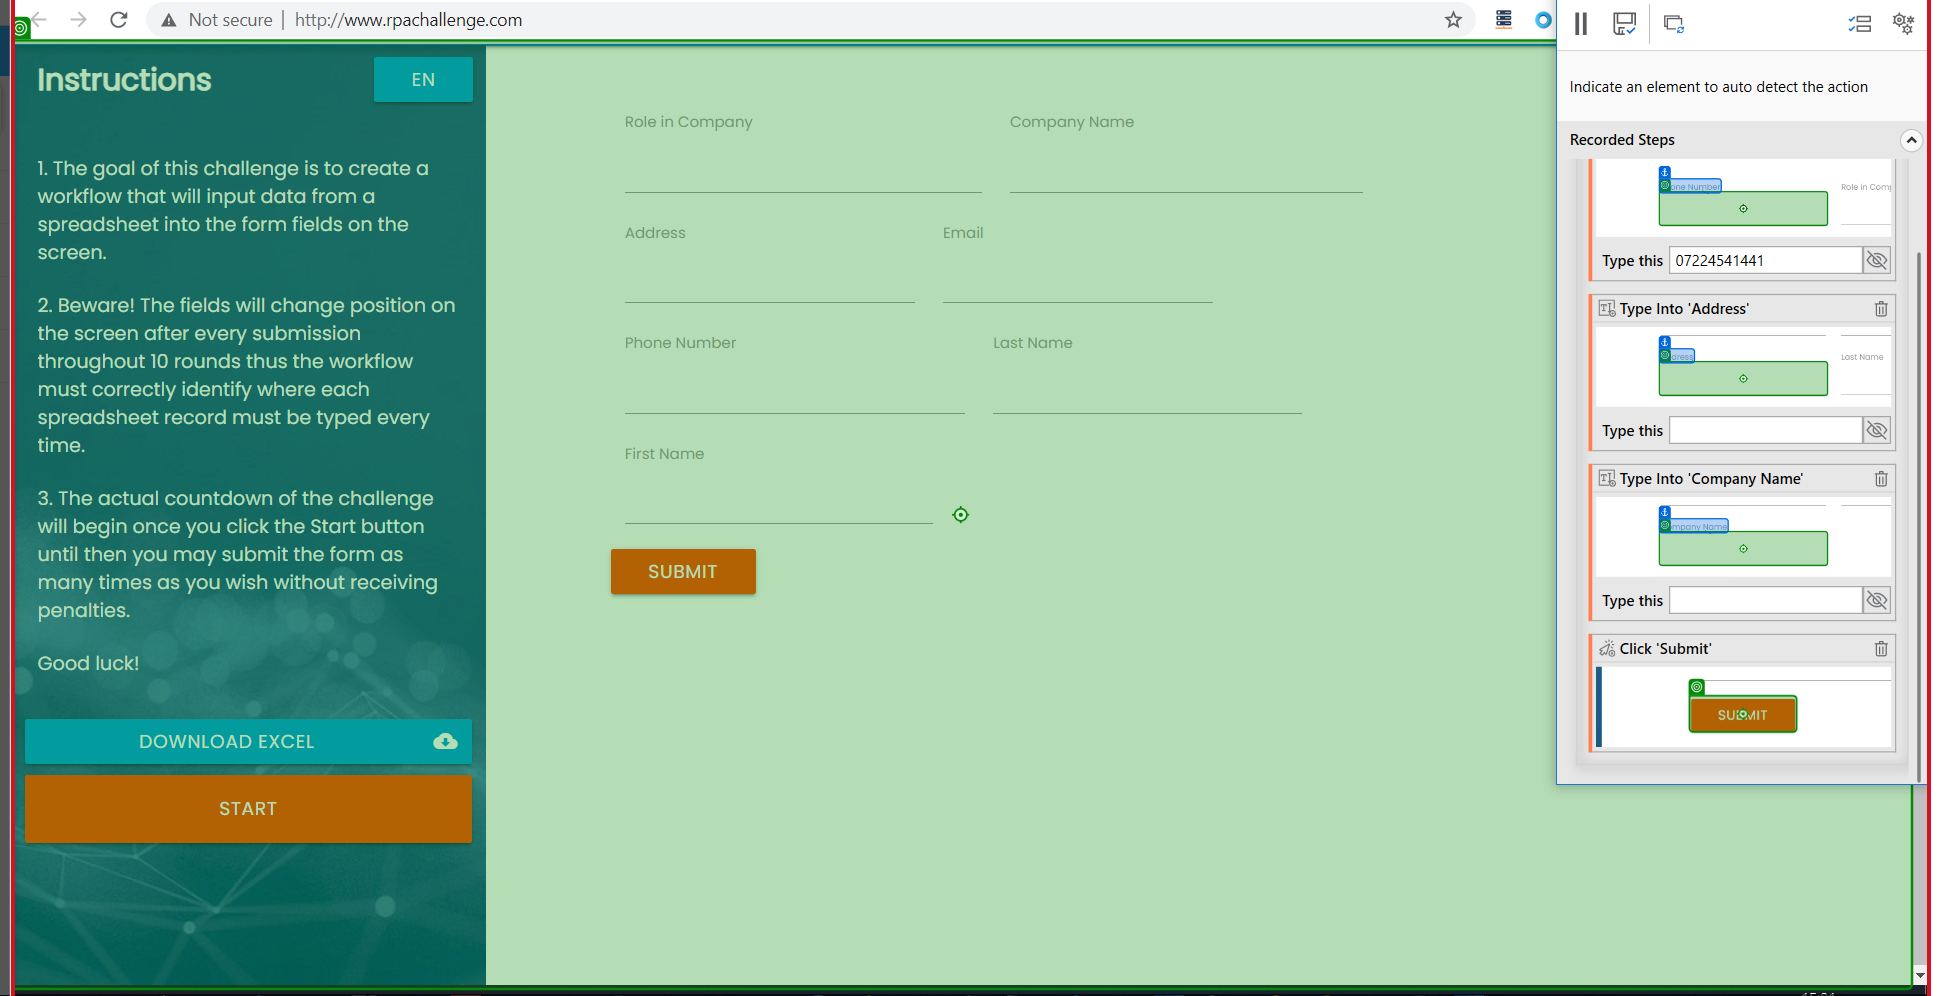 Not secure
http://www.rpachallenge.com
Instructions
EN
1. The goal of this challenge is to create a
workflow that will input data from a
spreadsheet into the form fields on the
screen.
2. Beware! The fields will change position on
the screen after every submission
throughout 10 rounds thus the workflow
must correctly identify where each
spreadsheet record must be typed every
time.
3. The actual countdown of the challenge
will begin once you click the Start button
until then you may submit the form as
many times as you wish without receiving
penalties.
Good luck!
DOWNLOAD EXCEL
START
Role in Company
Company Name
Address
Email
Phone Number
Last Name
First Name
SUBMIT
Indicate an element to auto detect the action
Recorded Steps
one Number
Role in Comp
Type this
07224541441
Type Into 'Address'
dress
Last Name
Type this
Type Into 'Company Name'
mpany Name
Type this
Click 'Submit'
SUBMIT